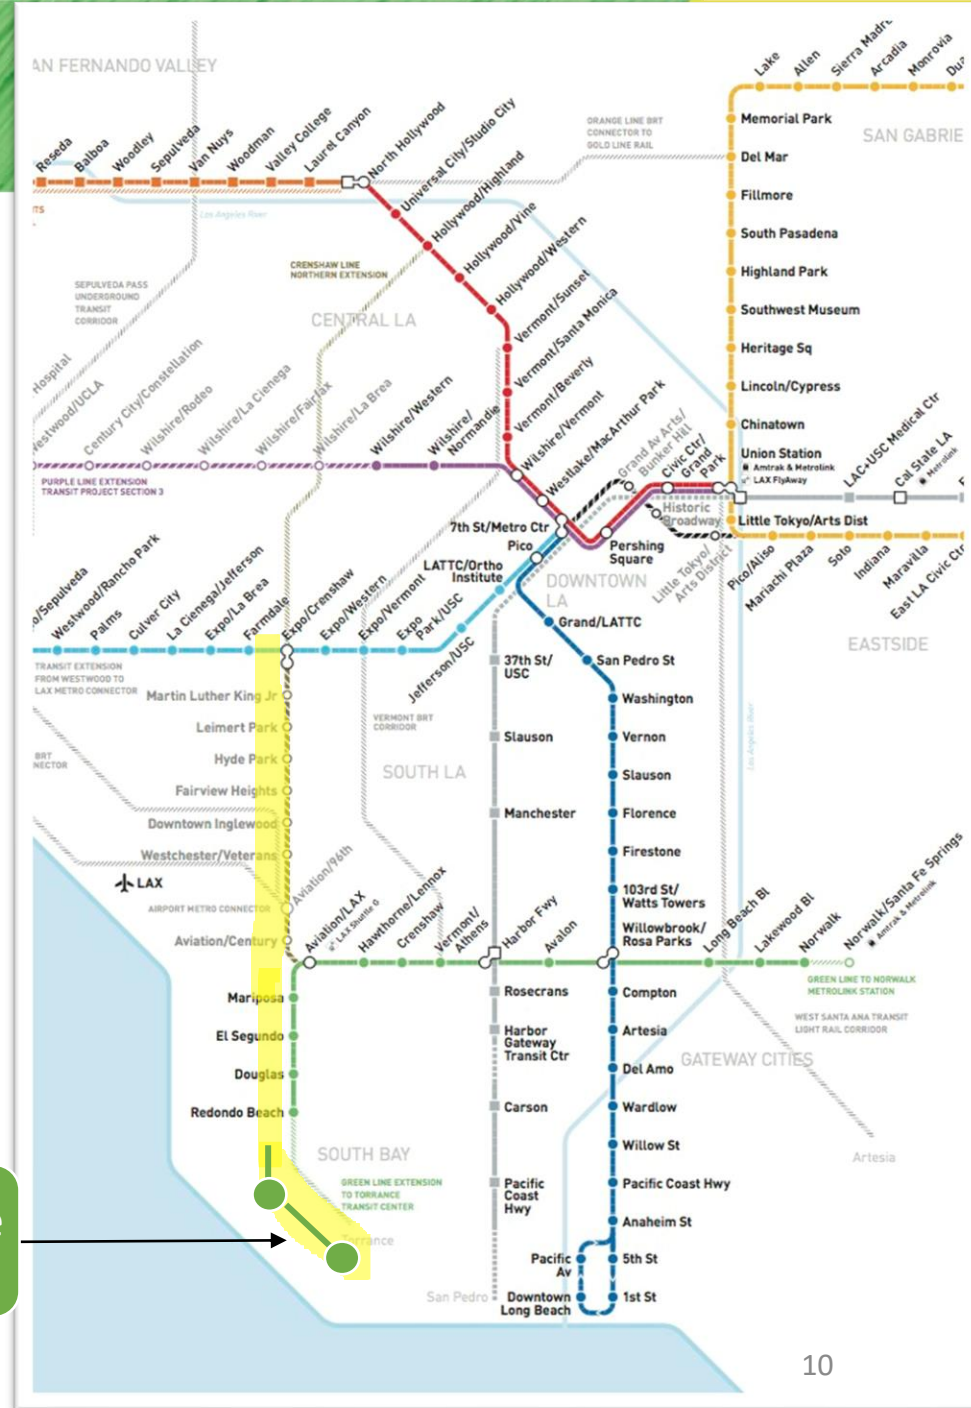 AN FERNANDO VALLEY
Reseda
Balboa
Woodley
Sepulveda
Van Nuys
Woodman
Valley College
Laurel Canyon
North Hollywood
Universal City/Studio City
Hollywood/Highland
Hollywood/Vine
Hollywood/Western
Vermont/Sunset
Vermont/Santa Monica
Vermont/Beverly
Wilshire/Vermont
Westlake/MacArthur Park
ORANGE LINE BRT
CONNECTOR TO
GOLD LINE RAIL
Lake
Allen
Sierra Madre
Arcadia
Monrovia
Memorial Park
SAN GABRIE
Del Mar
Fillmore
South Pasadena
Highland Park
Southwest Museum
Heritage Sq
Lincoln/Cypress
Chinatown
Union Station
Amtrak & Metrolink
LAX FlyAway
Los Angeles River
CRENSHAW LINE
NORTHERN EXTENSION
SEPULVEDA PASS
UNDERGROUND
TRANSIT
CORRIDOR
CENTRAL LA
Hospital
Westwood/UCLA
Century City/Constellation
Wilshire/Rodeo
Wilshire/La Cienega
Wilshire/Fairfax
Wilshire/La Brea
Wilshire/Western
Wilshire/
Normandie
PURPLE LINE EXTENSION
TRANSIT PROJECT SECTION 3
Grand Av Arts/
Bunker Hill
Civic Ctr/
Grand
Park
LAC+USC Medical Ctr
Cal State LA
Metrolink
Historic
Broadway
Little Tokyo/Arts Dist
7th St/Metro Ctr
Pico
Pershing
Square
Little Tokyo/
Arts District
Pico/Aliso
Mariachi Plaza
Soto
Indiana
Maravilla
East LA Civic Ctr
LATTC/Ortho
Institute
DOWNTOWN
LA
EASTSIDE
o/Sepulveda
Westwood/Rancho Park
Palms
Culver City
La Cienega/Jefferson
Expo/La Brea
Farmdale
Expo/Crenshaw
Expo/Western
Expo/Vermont
Expo
Park/USC
Jefferson/USC
Grand/LATTC
San Pedro St
Washington
Vernon
Slauson
Florence
Firestone
103rd St/
Watts Towers
Willowbrook/
Rosa Parks
TRANSIT EXTENSION
FROM WESTWOOD TO
LAX METRO CONNECTOR
Martin Luther King Jr
Leimert Park
Hyde Park
Fairview Heights
Downtown Inglewood
Westchester/Veterans
LAX
AIRPORT METRO CONNECTOR
Aviation/96th
Aviation/Century
BRT
NECTOR
VERMONT BRT
CORRIDOR
SOUTH LA
37th St/
USC
Slauson
Manchester
Los Angeles River
Aviation/LAX
LAX Shuttle G
Hawthorne/Lennox
Crenshaw
Vermont/
Athens
Harbor Fwy
Avalon
Long Beach Bl
Lakewood Bl
Norwalk
Norwalk/Santa Fe Springs
Amtrak & Metrolink
GREEN LINE TO NORWALK
METROLINK STATION
WEST SANTA ANA TRANSIT
LIGHT RAIL CORRIDOR
Mariposa
El Segundo
Douglas
Redondo Beach
Rosecrans
Harbor
Gateway
Transit Ctr
Carson
Pacific
Coast
Hwy
Compton
Artesia
Del Amo
Wardlow
Willow St
Pacific Coast Hwy
Anaheim St
GATEWAY CITIES
Artesia
SOUTH BAY
GREEN LINE EXTENSION
TO TORRANCE
TRANSIT CENTER
Torrance
Pacific
Av
5th St
San Pedro
Downtown
Long Beach
1st St
10